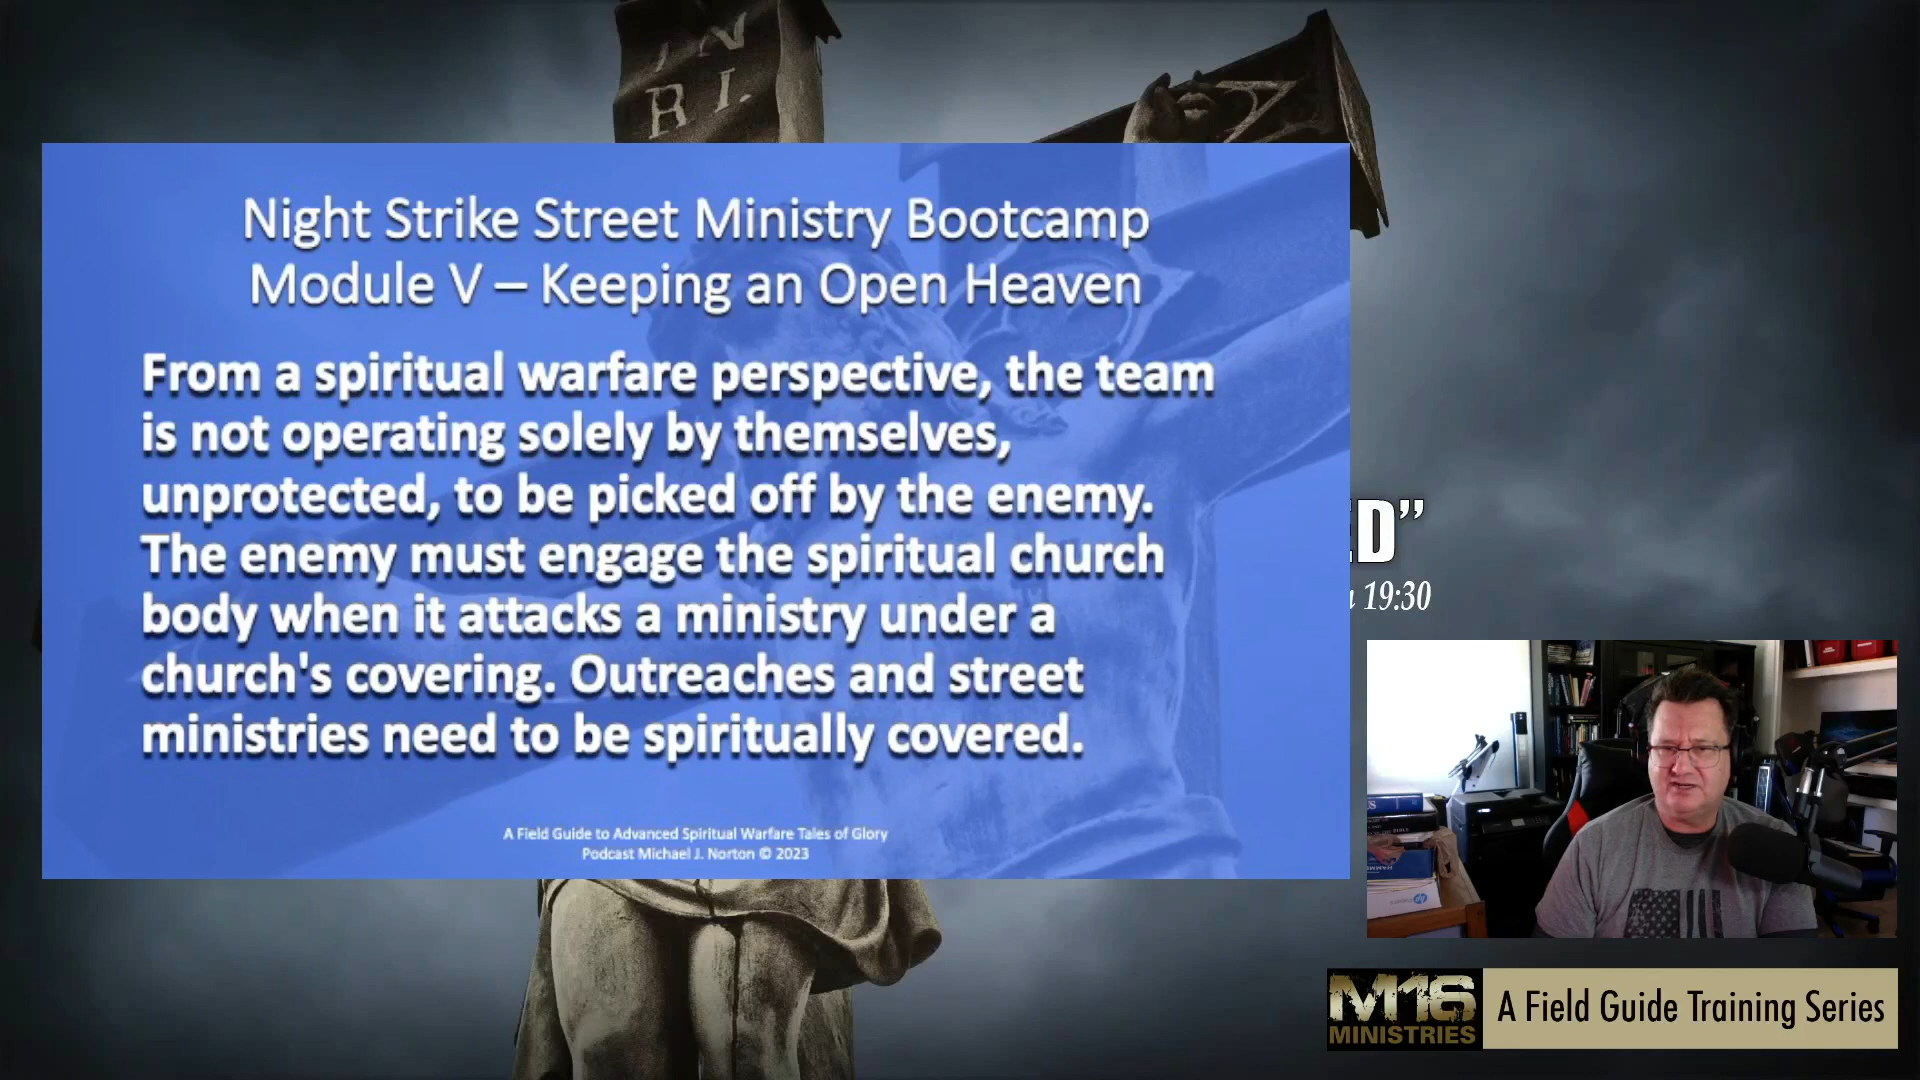 IN
R I.
Night Strike Street Ministry Bootcamp
Module V – Keeping an Open Heaven
From a spiritual warfare perspective, the team
is not operating solely by themselves,
unprotected, to be picked off by the enemy.
The enemy must engage the spiritual church
body when it attacks a ministry under a
church's covering. Outreaches and street
ministries need to be spiritually covered.
A Field Guide to Advanced Spiritual Warfare Tales of Glory
Podcast Michael J. Norton © 2023
ED”
19:30
M16
MINISTRIES
A Field Guide Training Series